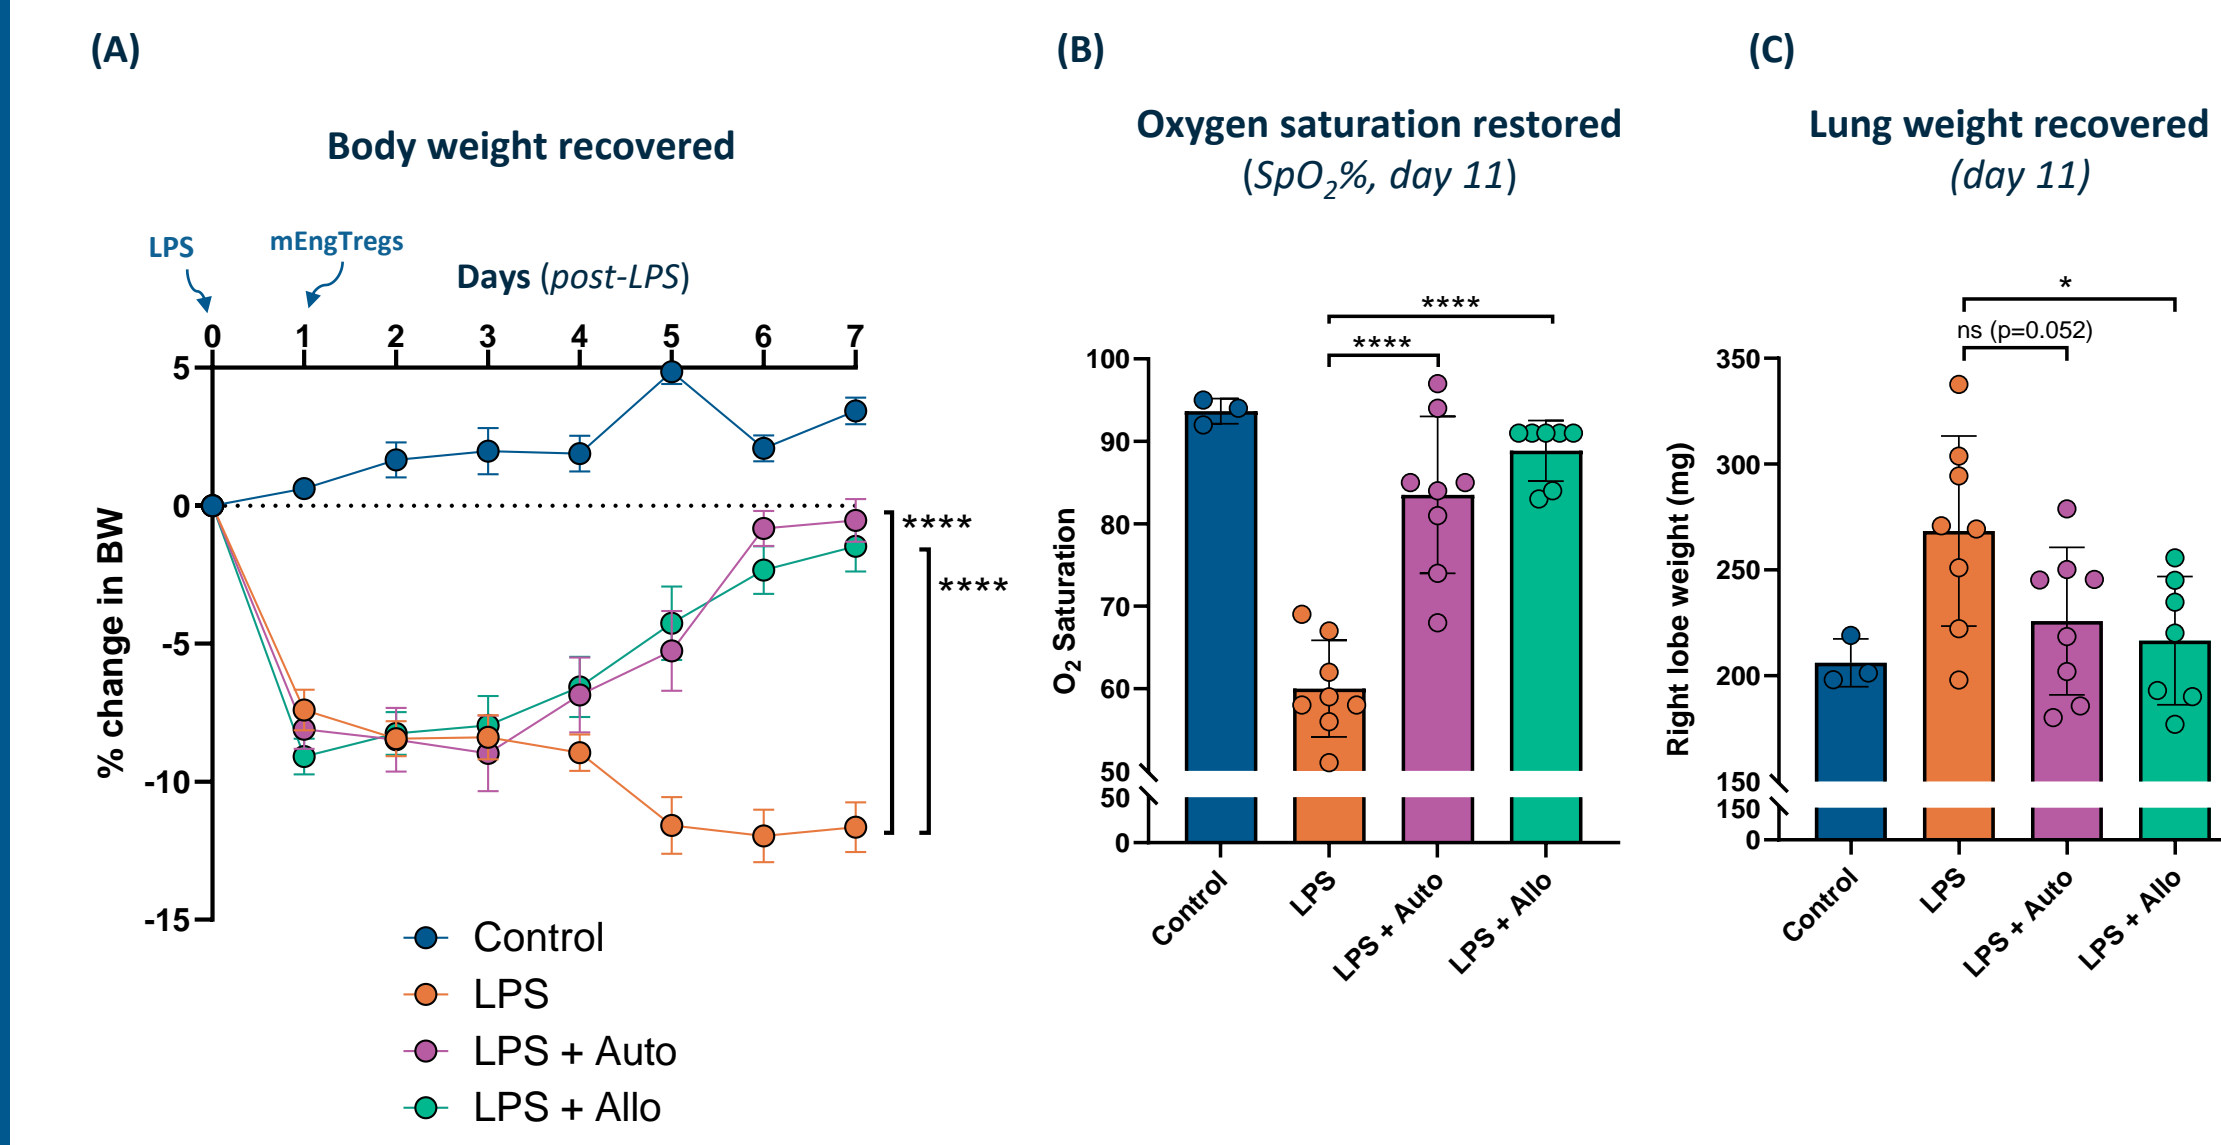 (A)
Body weight recovered
LPS
mEngTregs
Days (post-LPS)
0 1 2 3 4 5 6 7
5
0
-5
-10
-15
% change in BW
****
****
Control
LPS
LPS + Auto
LPS + Allo
(B)
Oxygen saturation restored
(SpO2%, day 11)
****
****
100
90
80
70
60
50
50
0
O2 Saturation
Control
LPS
LPS + Auto
LPS + Allo
(C)
Lung weight recovered
(day 11)
*
ns (p=0.052)
350
300
250
200
150
150
0
Right lobe weight (mg)
Control
LPS
LPS + Auto
LPS + Allo